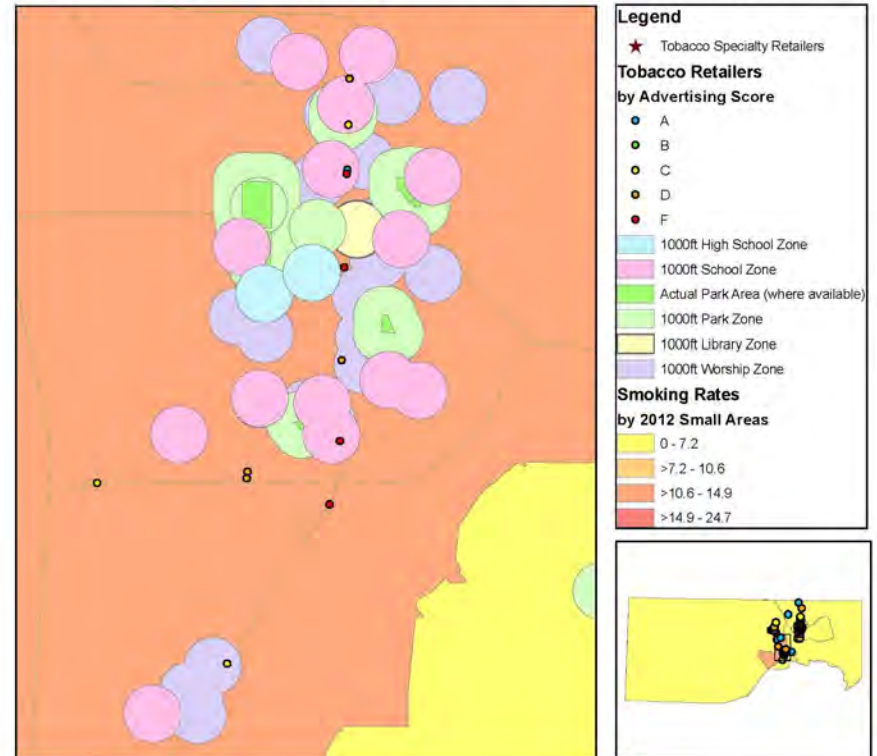 Legend
Tobacco Specialty Retailers
Tobacco Retailers
by Advertising Score
A
B
C
D
F
1000ft High School Zone
1000ft School Zone
Actual Park Area (where available)
1000ft Park Zone
1000ft Library Zone
1000ft Worship Zone
Smoking Rates
by 2012 Small Areas
0 - 7.2
>7.2 - 10.6
>10.6 - 14.9
>14.9 - 24.7